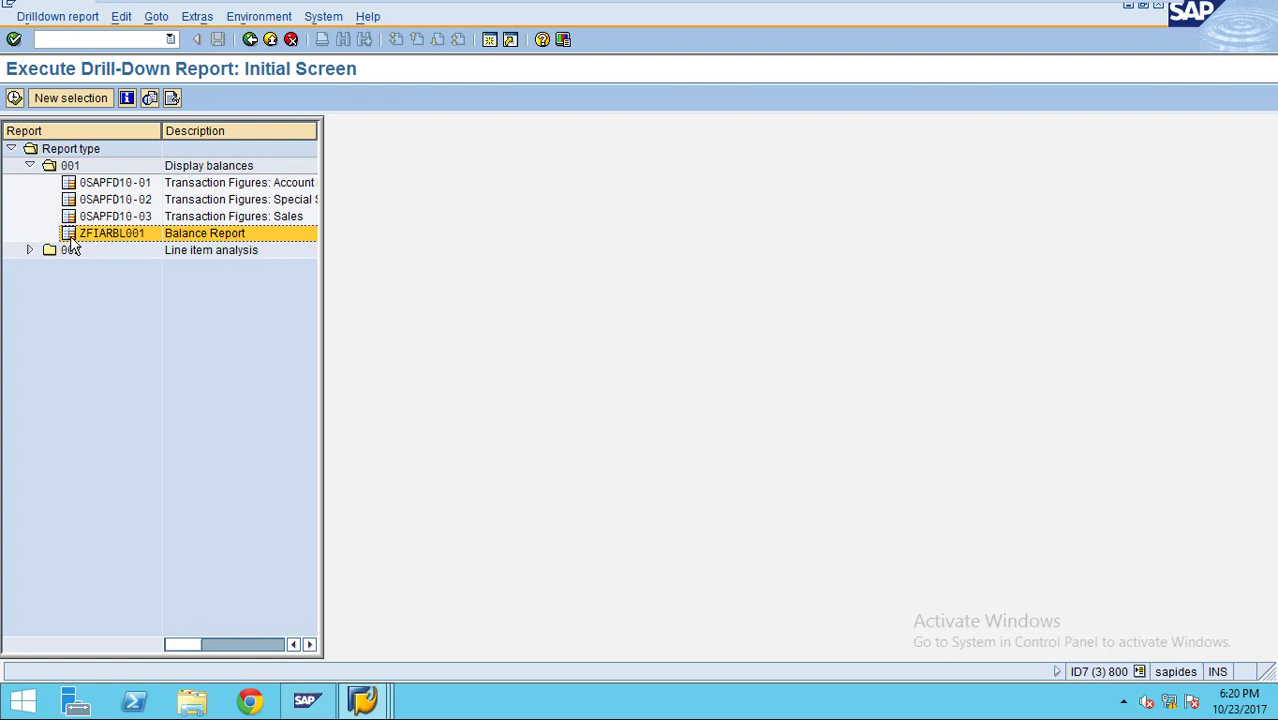 Drilldown report Edit Goto Extras Environment System Help
SAP
Execute Drill-Down Report: Initial Screen
New selection
Report Description
Report type
001 Display balances
0SAPFD10-01 Transaction Figures: Account
0SAPFD10-02 Transaction Figures: Special S
0SAPFD10-03 Transaction Figures: Sales
ZFIARBL001 Balance Report
Line item analysis
Activate Windows
Go to System in Control Panel to activate Windows.
ID7 (3) 800 sapides INS
SAP
6:20 PM
10/23/2017